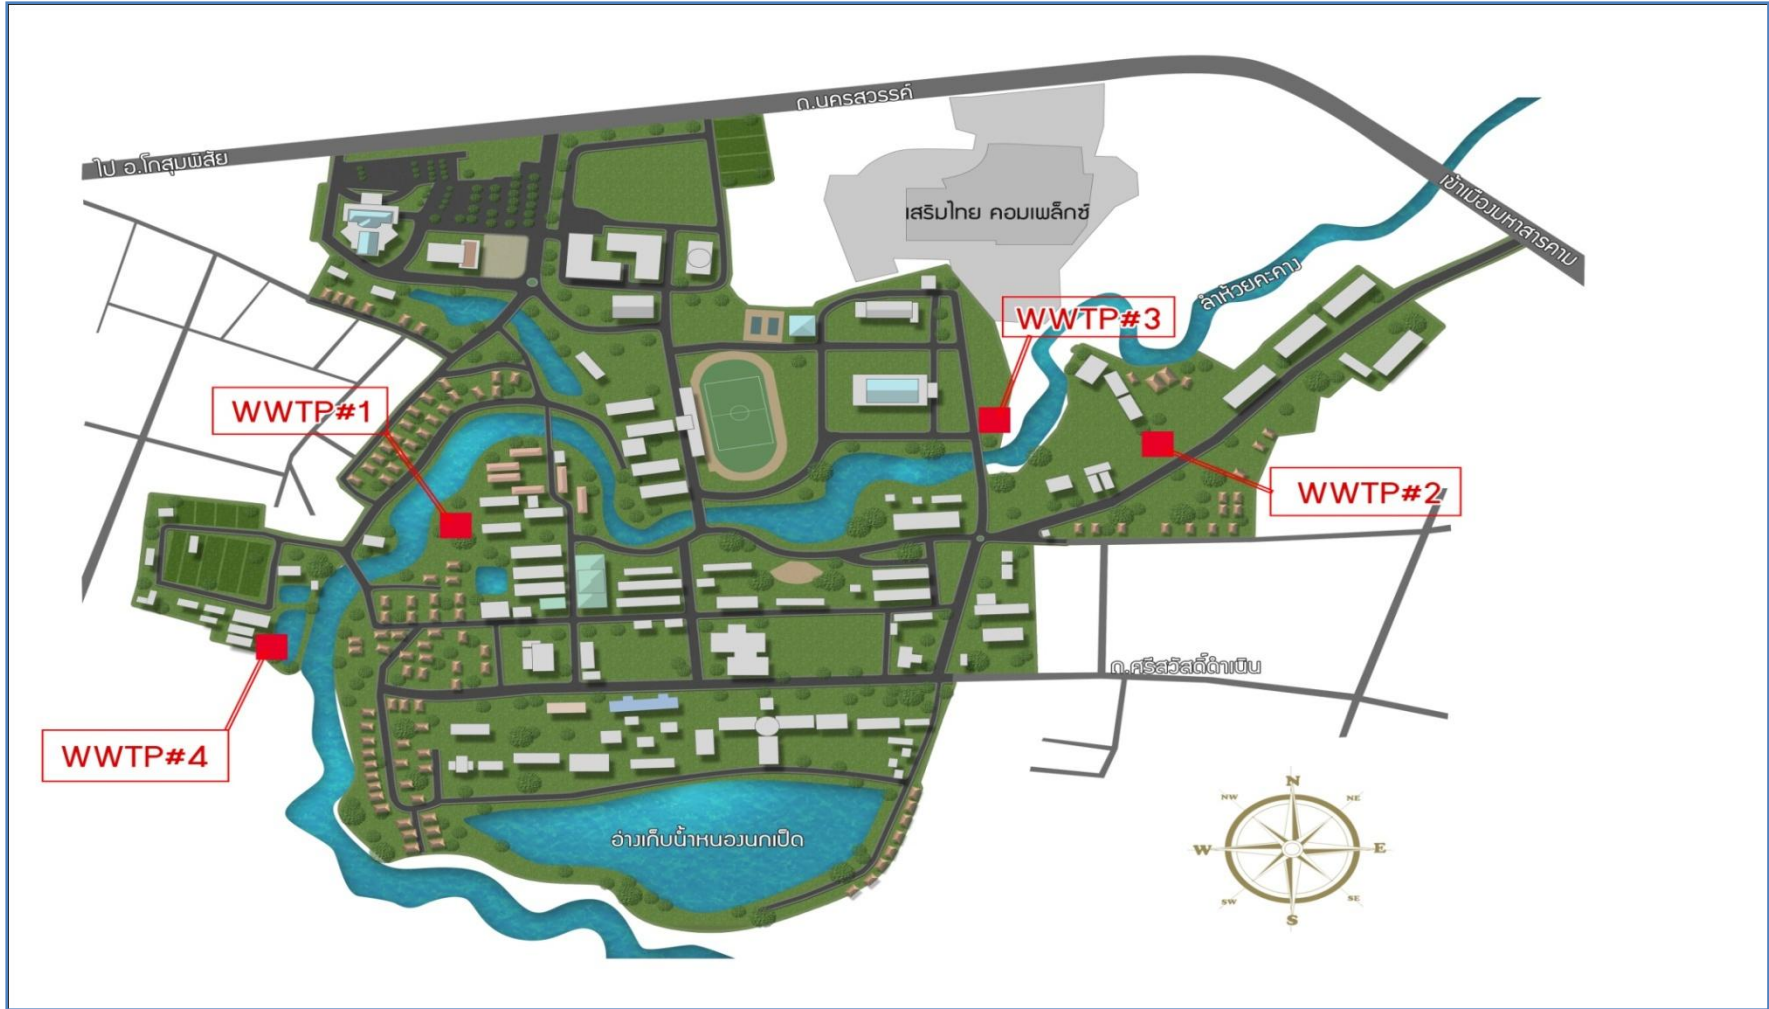 ถ.นครสวรรค์
ไป อ.โกสุมพิสัย
เข้าเมืองมหาสารคาม
เสริมไทย คอมเพล็กซ์
ลำห้วยคะคาง
WWTP#3
WWTP#1
WWTP#2
ถ.ศรีสวัสดิ์ดำเนิน
WWTP#4
อ่างเก็บน้ำหนองนกเป็ด
N
NW
NE
W
E
SW
SE
S